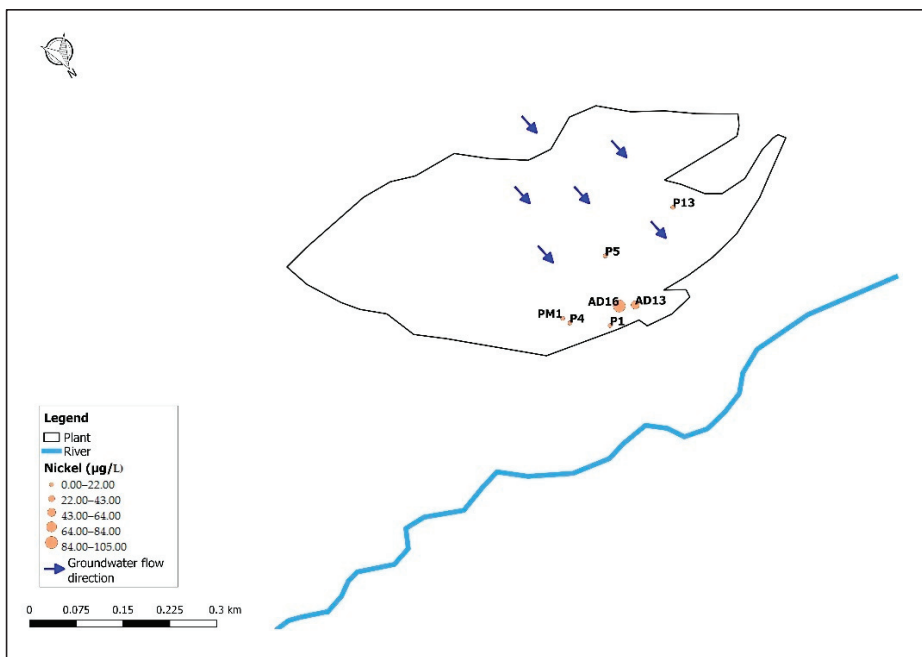 N
P13
P5
AD16 AD13
PM1 P4 P1
Legend
Plant
River
Nickel (µg/L)
0.00–22.00
22.00–43.00
43.00–64.00
64.00–84.00
84.00–105.00
Groundwater flow
direction
0 0.075 0.15 0.225 0.3 km